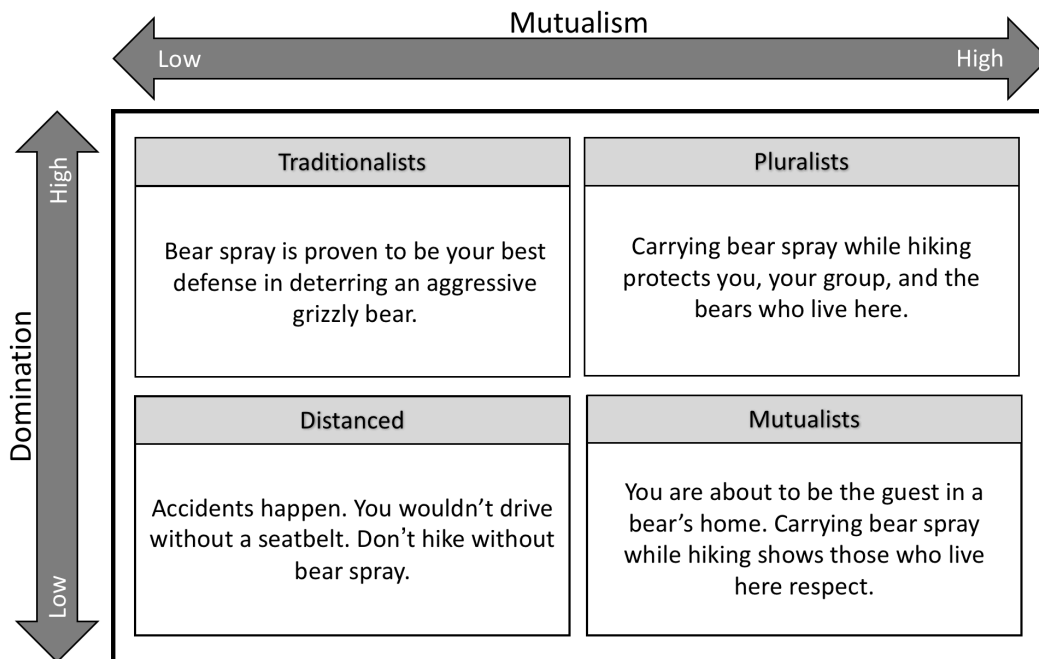 Mutualism
Low
High
High
Domination
Low
Traditionalists
Bear spray is proven to be your best
defense in deterring an aggressive
grizzly bear.
Pluralists
Carrying bear spray while hiking
protects you, your group, and the
bears who live here.
Distanced
Accidents happen. You wouldn’t drive
without a seatbelt. Don’t hike without
bear spray.
Mutualists
You are about to be the guest in a
bear’s home. Carrying bear spray
while hiking shows those who live
here respect.